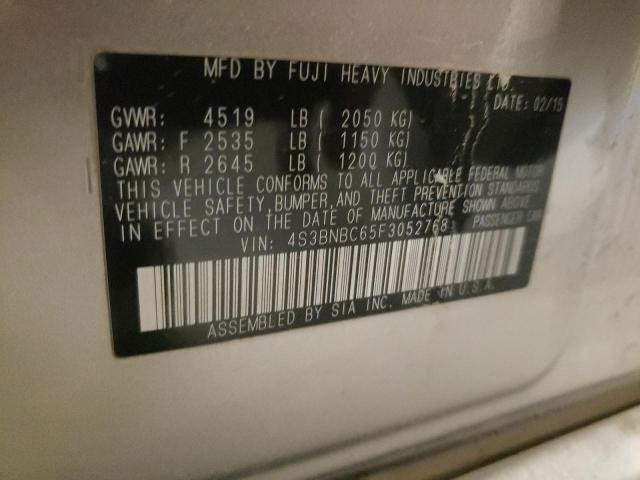 MFD BY FUJI HEAVY INDUSTRIES LTD.
DATE: 02/15
GVWR: 4519 LB ( 2050 KG)
GAWR: F 2535 LB ( 1150 KG)
GAWR: R 2645 LB ( 1200 KG)
THIS VEHICLE CONFORMS TO ALL APPLICABLE FEDERAL MOTOR
VEHICLE SAFETY, BUMPER, AND THEFT PREVENTION STANDARDS
IN EFFECT ON THE DATE OF MANUFACTURE SHOWN ABOVE.
VIN: 4S3BNBC65F3052768 PASSENGER CAR
ASSEMBLED BY SIA INC. MADE IN U.S.A.